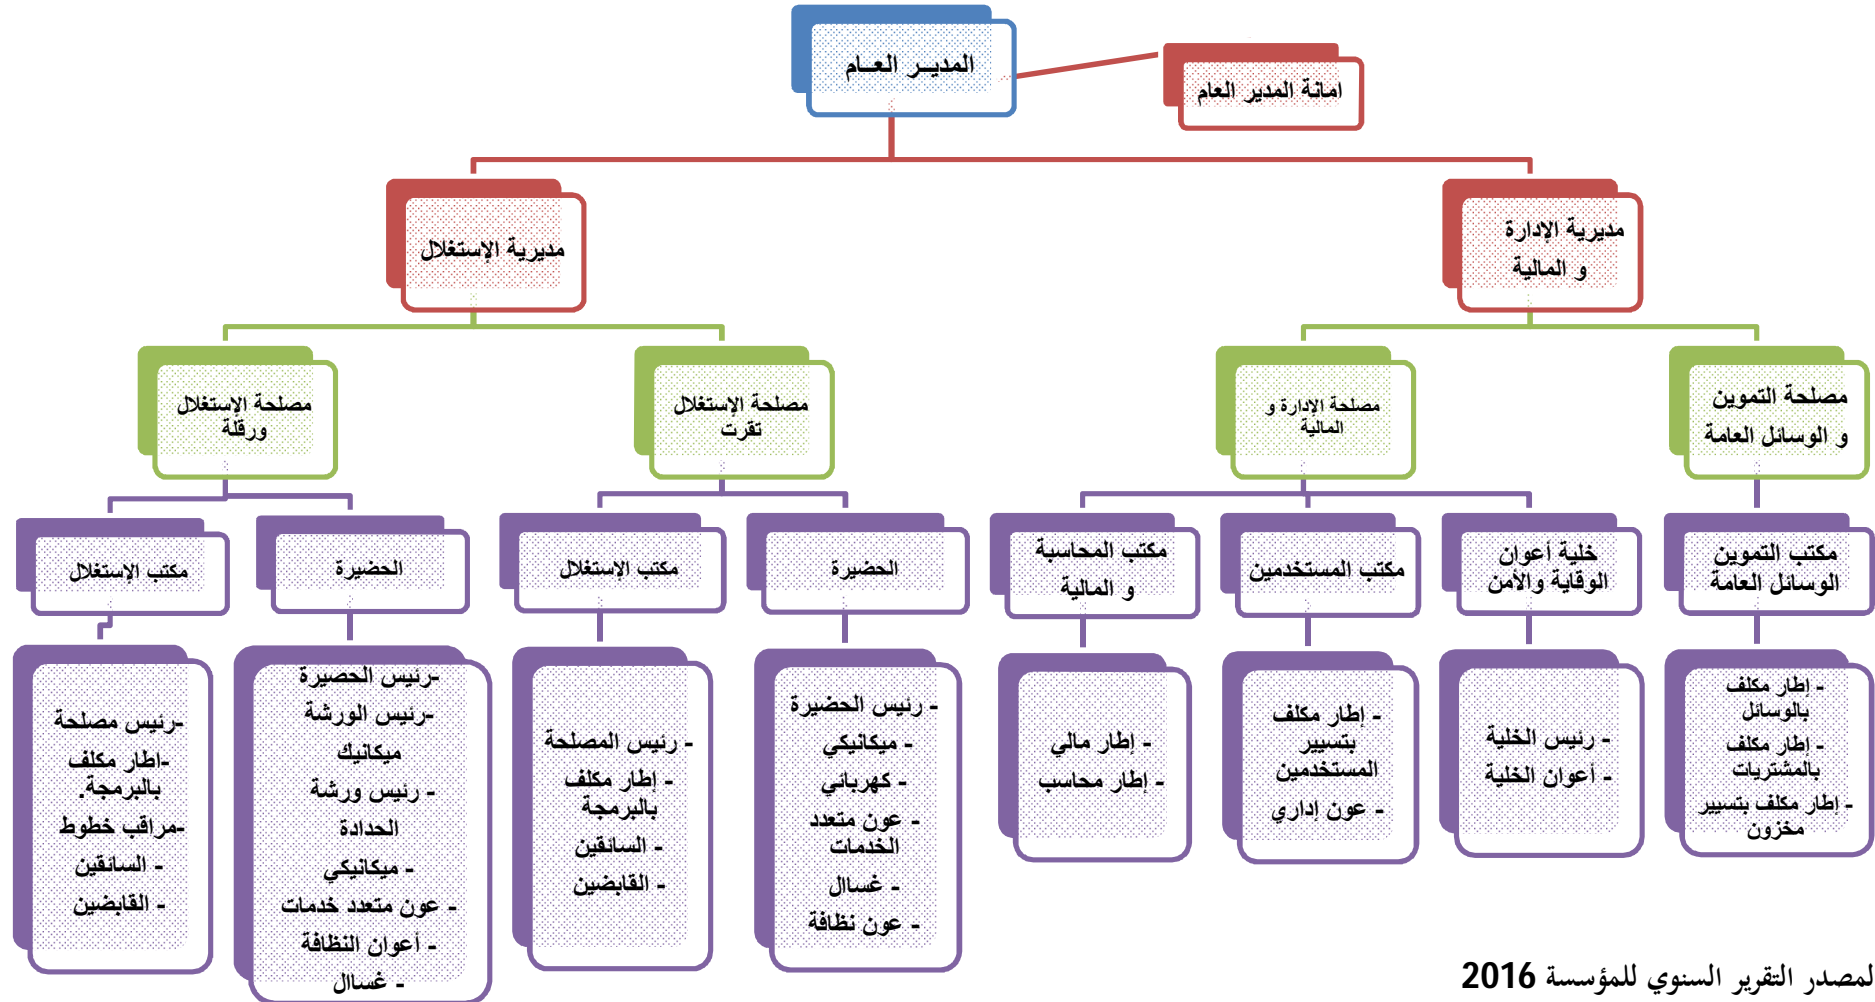 المديـر العـام
امانة المدير العام
مديرية الإدارة
و المالية
مديرية الإستغلال
مصلحة التموين
و الوسائل العامة
مصلحة الإدارة و
المالية
مصلحة الإستغلال
تقرت
مصلحة الإستغلال
ورقلة
مكتب التموين
الوسائل العامة
خلية أعوان
الوقاية والأمن
مكتب المستخدمين
مكتب المحاسبة
و المالية
الحضيرة
مكتب الإستغلال
الحضيرة
مكتب الإستغلال
- إطار مكلف
بالوسائل
- إطار مكلف
بالمشتريات
- إطار مكلف بتسيير
مخزون
- رئيس الخلية
- أعوان الخلية
- إطار مكلف
بتسيير
المستخدمين
- عون إداري
- إطار مالي
- إطار محاسب
- رئيس الحضيرة
- ميكانيكي
- كهربائي
- عون متعدد
الخدمات
- غساال
- عون نظافة
- رئيس المصلحة
- إطار مكلف
بالبرمجة
- السائقين
- القابضين
-رئيس الحصيرة
-رئيس الورشة
ميكانيك
- رئيس ورشة
الحدادة
- ميكانيكي
- عون متعدد خدمات
- أعوان النظافة
- غساال
-رئيس مصلحة
-اطار مكلف
بالبرمجة.
-مراقب خطوط
- السائقين
- القابضين
لمصدر التقرير السنوي للمؤسسة 2016